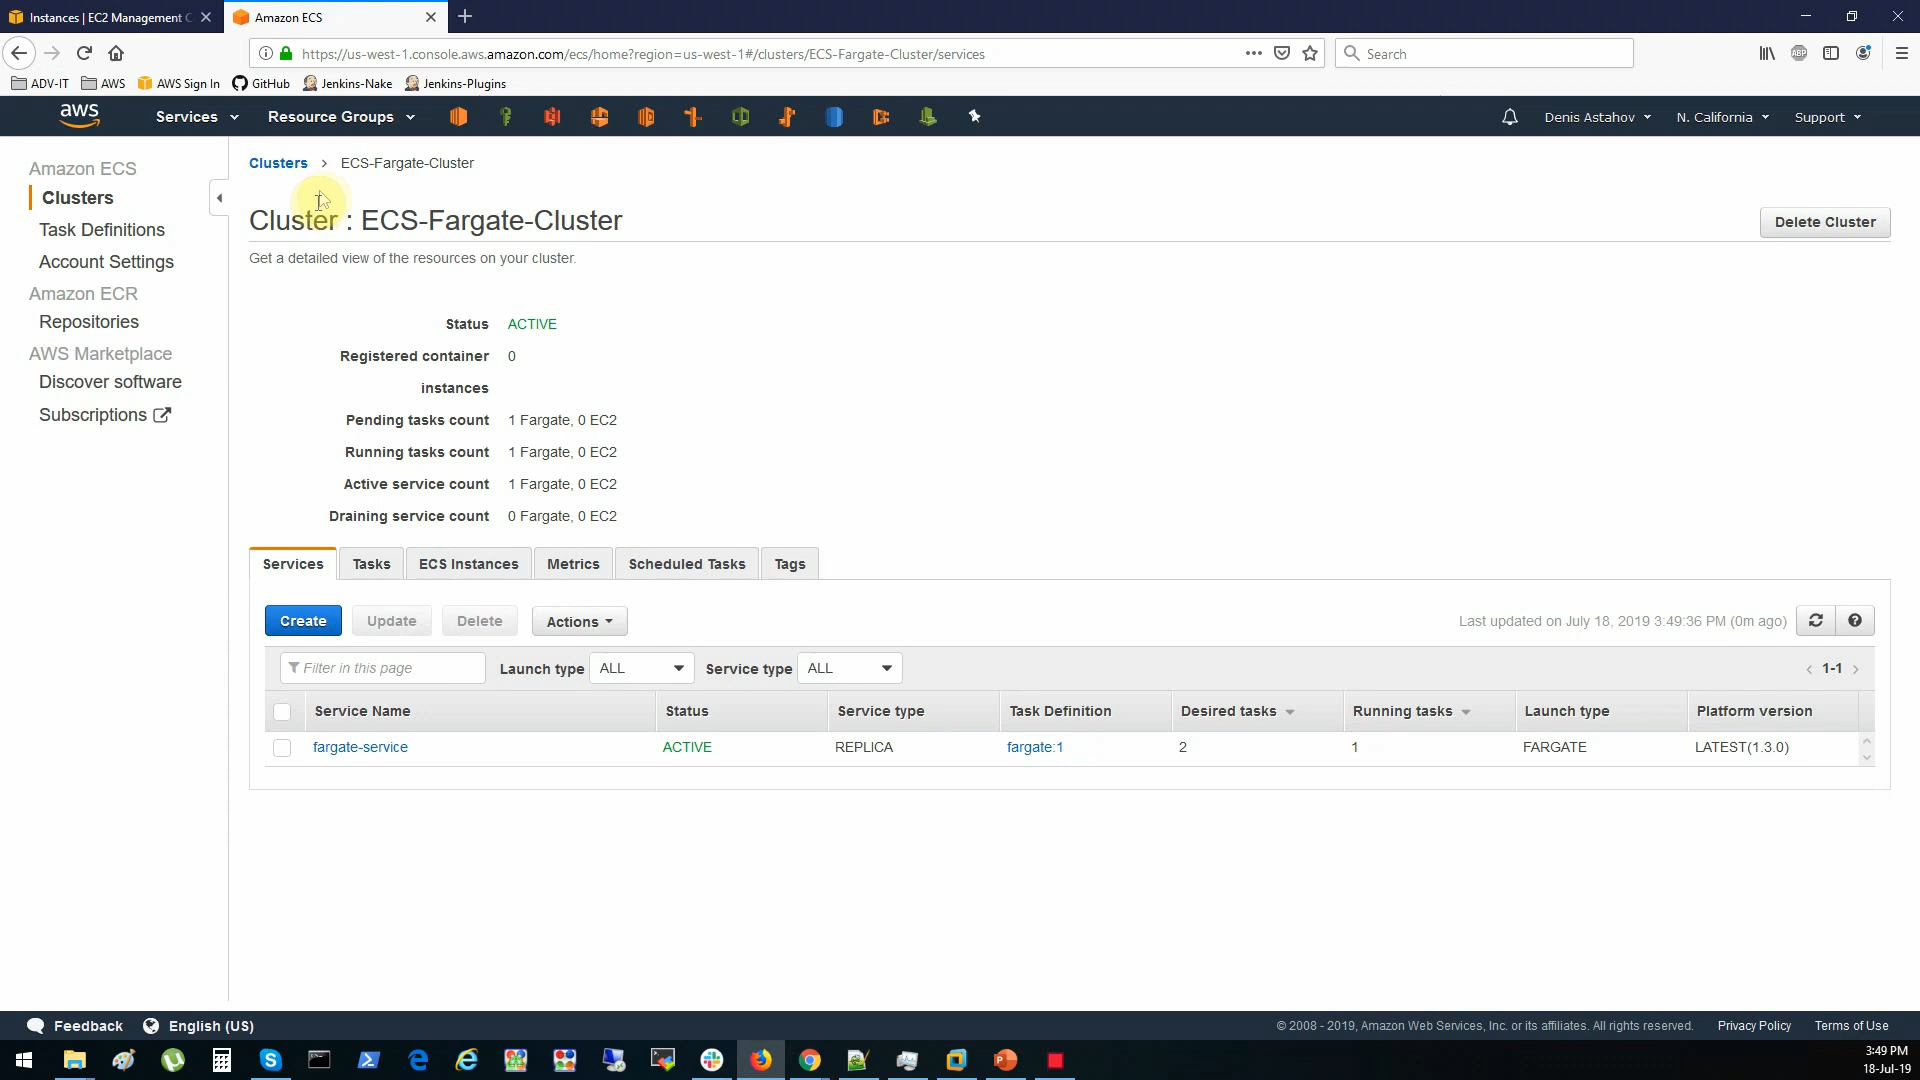 Instances | EC2 Management C
Amazon ECS
https://us-west-1.console.aws.amazon.com/ecs/home?region=us-west-1#/clusters/ECS-Fargate-Cluster/services
Search
ADV-IT
AWS
AWS Sign In
GitHub
Jenkins-Nake
Jenkins-Plugins
aws
Services
Resource Groups
Denis Astahov
N. California
Support
Amazon ECS
Clusters
Task Definitions
Account Settings
Amazon ECR
Repositories
AWS Marketplace
Discover software
Subscriptions
Clusters > ECS-Fargate-Cluster
Cluster : ECS-Fargate-Cluster
Delete Cluster
Get a detailed view of the resources on your cluster.
Status ACTIVE
Registered container 0
instances
Pending tasks count 1 Fargate, 0 EC2
Running tasks count 1 Fargate, 0 EC2
Active service count 1 Fargate, 0 EC2
Draining service count 0 Fargate, 0 EC2
Services
Tasks
ECS Instances
Metrics
Scheduled Tasks
Tags
Create
Update
Delete
Actions
Last updated on July 18, 2019 3:49:36 PM (0m ago)
Filter in this page
Launch type ALL
Service type ALL
< 1-1 >
Service Name Status Service type Task Definition Desired tasks Running tasks Launch type Platform version
fargate-service ACTIVE REPLICA fargate:1 2 1 FARGATE LATEST(1.3.0)
Feedback
English (US)
© 2008 - 2019, Amazon Web Services, Inc. or its affiliates. All rights reserved.
Privacy Policy
Terms of Use
3:49 PM
18-Jul-19